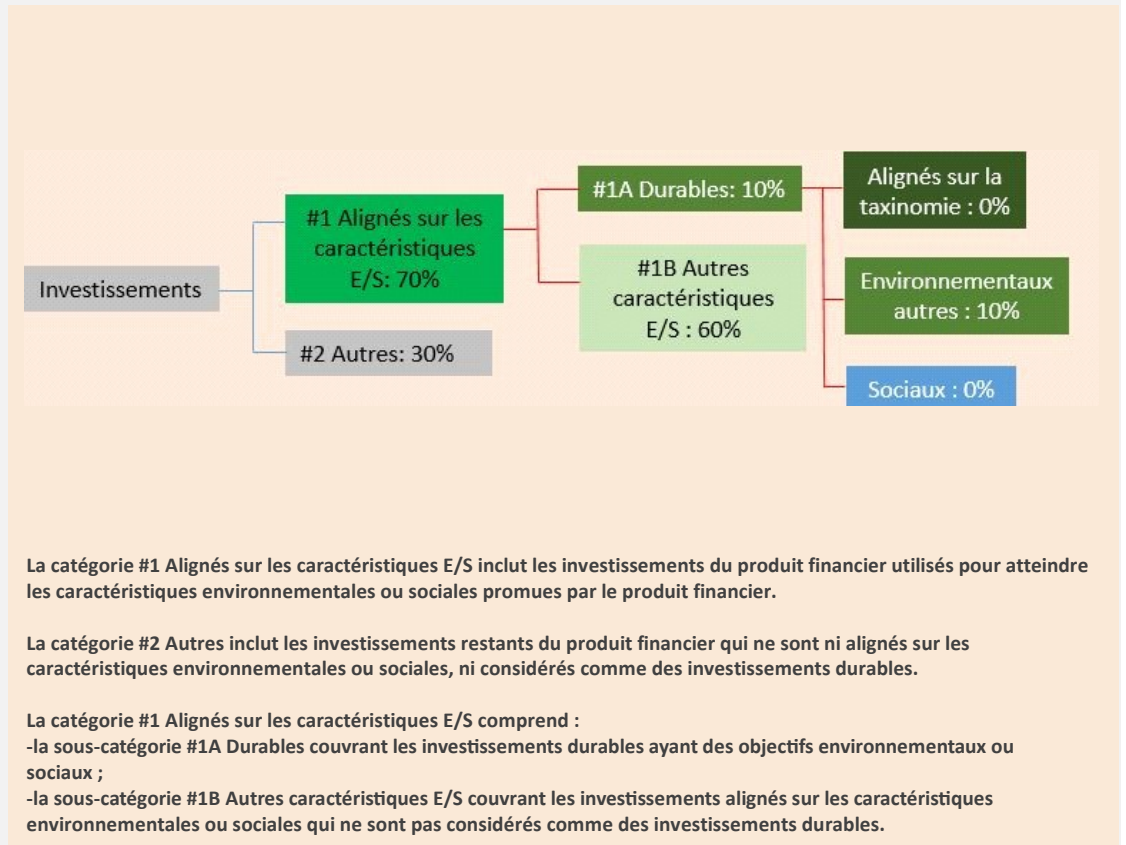 Investissements
#1 Alignés sur les
caractéristiques
E/S: 70%
#2 Autres: 30%
#1A Durables: 10%
#1B Autres
caractéristiques
E/S : 60%
Alignés sur la
taxinomie : 0%
Environnementaux
autres : 10%
Sociaux : 0%
La catégorie #1 Alignés sur les caractéristiques E/S inclut les investissements du produit financier utilisés pour atteindre
les caractéristiques environnementales ou sociales promues par le produit financier.
La catégorie #2 Autres inclut les investissements restants du produit financier qui ne sont ni alignés sur les
caractéristiques environnementales ou sociales, ni considérés comme des investissements durables.
La catégorie #1 Alignés sur les caractéristiques E/S comprend :
-la sous-catégorie #1A Durables couvrant les investissements durables ayant des objectifs environnementaux ou
sociaux ;
-la sous-catégorie #1B Autres caractéristiques E/S couvrant les investissements alignés sur les caractéristiques
environnementales ou sociales qui ne sont pas considérés comme des investissements durables.